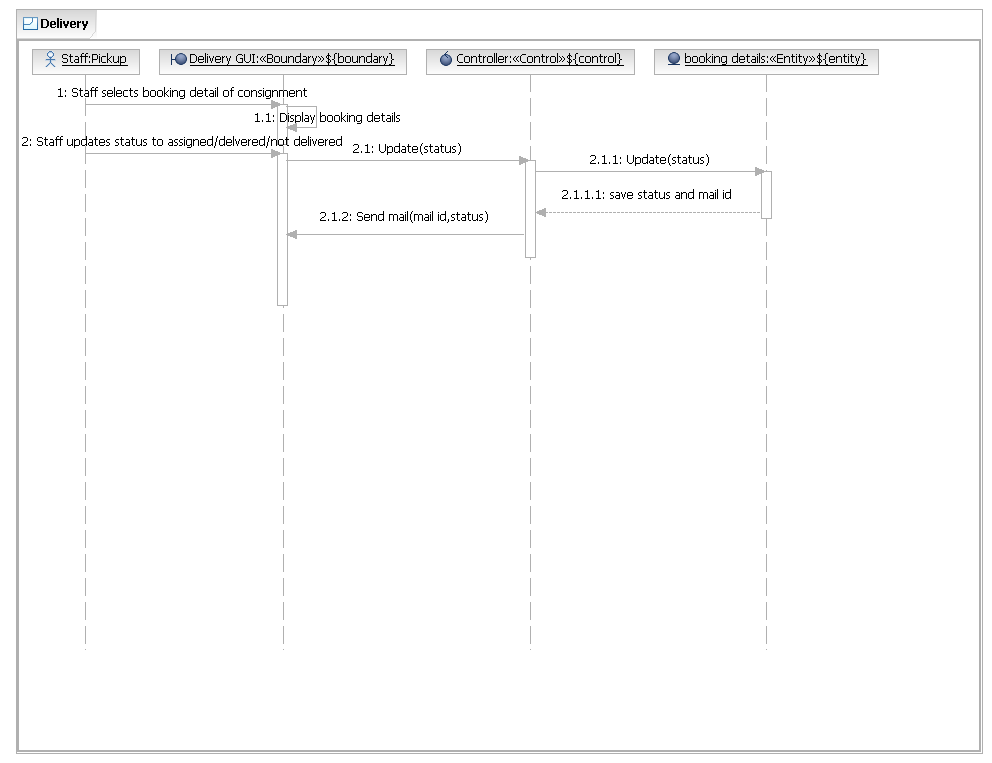 Delivery
Staff:Pickup
Delivery GUI:«Boundary»${boundary}
Controller:«Control»${control}
booking details:«Entity»${entity}
1: Staff selects booking detail of consignment
1.1: Display booking details
2: Staff updates status to assigned/delvered/not delivered
2.1: Update(status)
2.1.1: Update(status)
2.1.1.1: save status and mail id
2.1.2: Send mail(mail id,status)